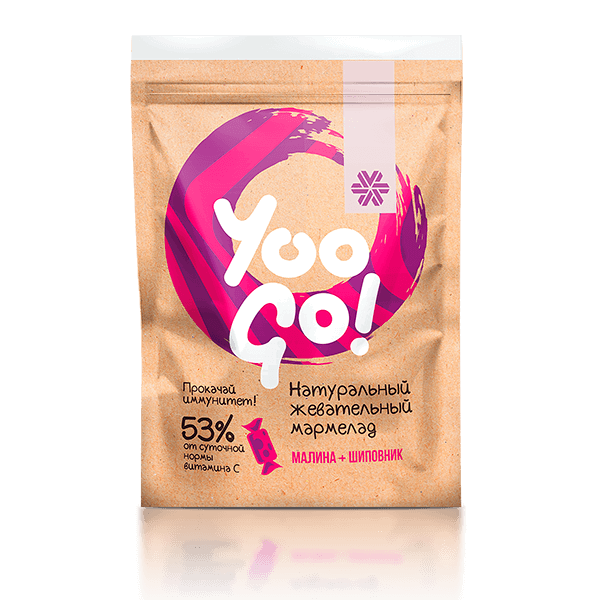 Yoo
Go!
Прокачай
иммунитет!*
53%
от суточной
нормы
витамина С
Натуральный
жевательный
мармелад
МАЛИНА + ШИПОВНИК